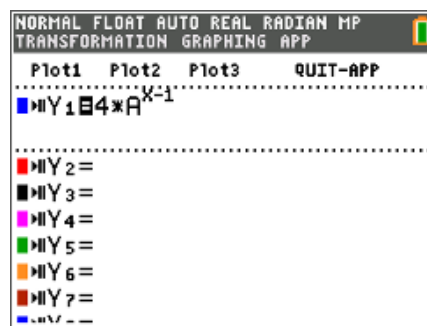 NORMAL FLOAT AUTO REAL RADIAN MP
TRANSFORMATION GRAPHING APP
Plot1 Plot2 Plot3 QUIT-APP
Y₁=4*A^(X-1)
Y₂=
Y₃=
Y₄=
Y₅=
Y₆=
Y₇=